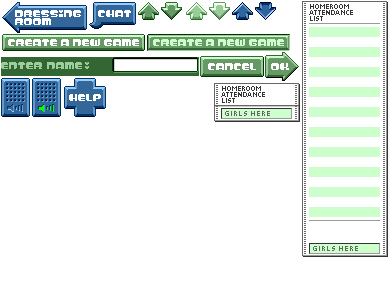 DRESSING
ROOM
CHAT
CREATE A NEW GAME
CREATE A NEW GAME
ENTER NAME:
CANCEL
OK
HELP
HOMEROOM
ATTENDANCE
LIST
GIRLS HERE
HOMEROOM
ATTENDANCE
LIST
GIRLS HERE